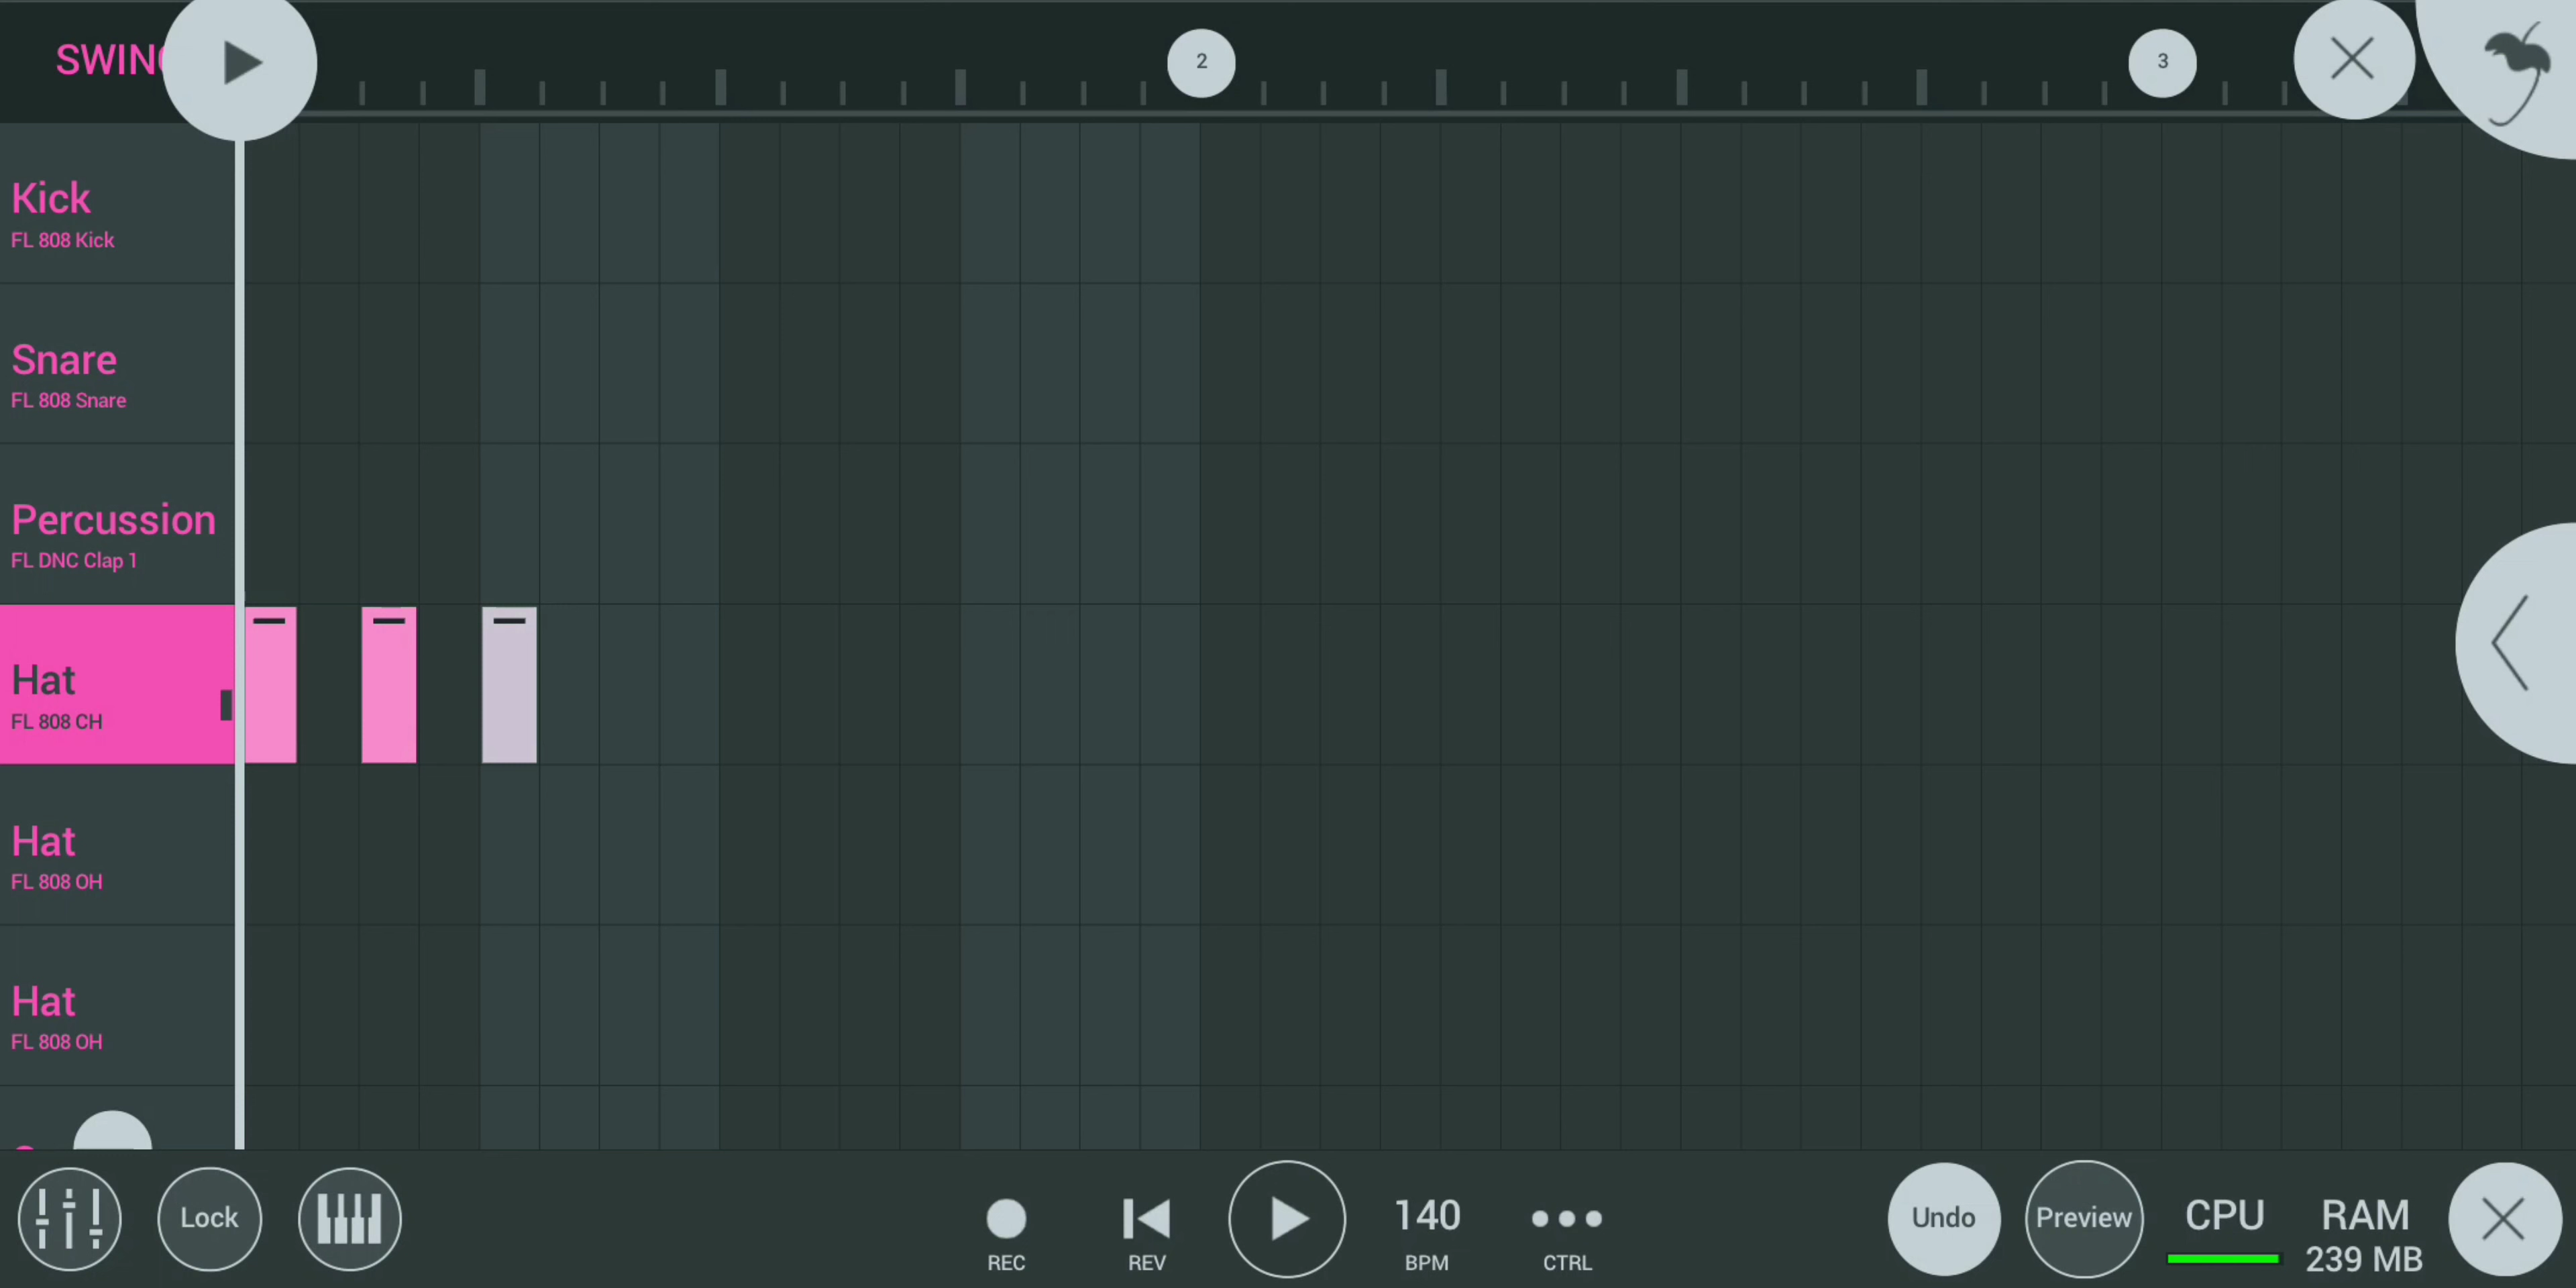 SWING
2
3
Kick
FL 808 Kick
Snare
FL 808 Snare
Percussion
FL DNC Clap 1
Hat
FL 808 CH
Hat
FL 808 OH
Hat
FL 808 OH
Lock
REC
REV
140
BPM
CTRL
Undo
Preview
CPU
RAM
239 MB